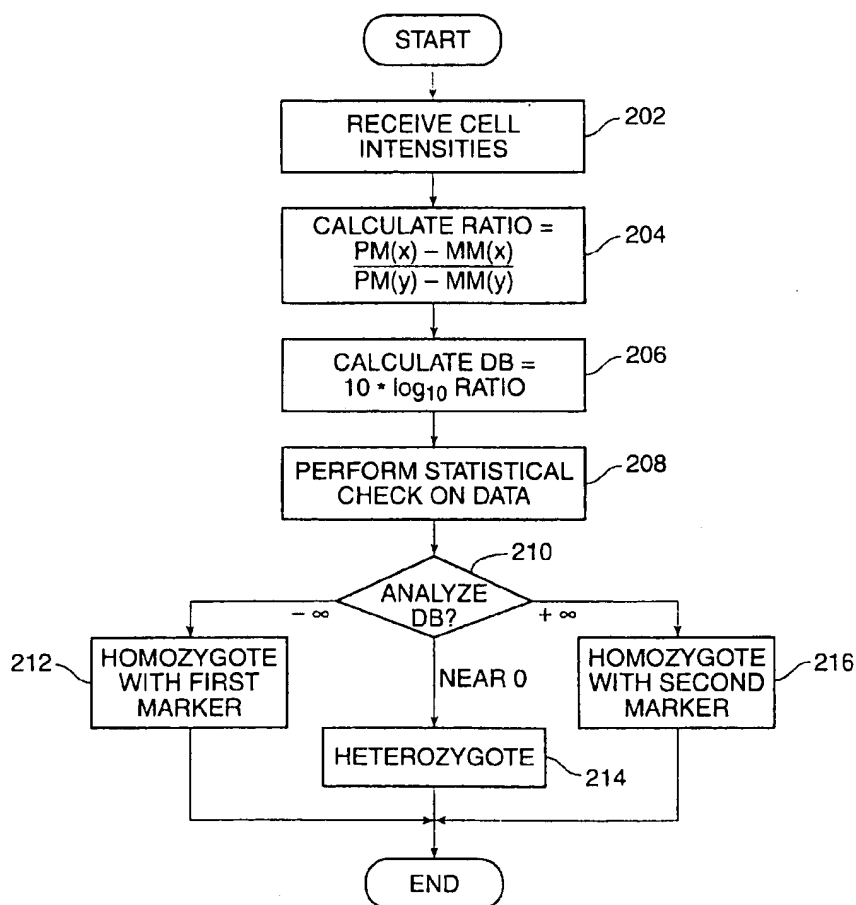 START
RECEIVE CELL
INTENSITIES
202
CALCULATE RATIO =
PM(x) – MM(x)
PM(y) – MM(y)
204
CALCULATE DB =
10 * log₁₀ RATIO
206
PERFORM STATISTICAL
CHECK ON DATA
208
210
ANALYZE
DB?
– ∞
+ ∞
212
HOMOZYGOTE
WITH FIRST
MARKER
NEAR 0
HOMOZYGOTE
WITH SECOND
MARKER
216
HETEROZYGOTE
214
END